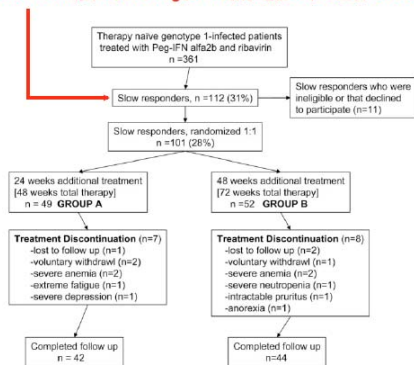 Therapy naive genotype 1-infected patients
treated with Peg-IFN alfa2b and ribavirin
n =361
Slow responders, n =112 (31%)
Slow responders who were
ineligible or that declined
to participate (n=11)
Slow responders, randomized 1:1
n =101 (28%)
24 weeks additional treatment
[48 weeks total therapy]
n = 49 GROUP A
48 weeks additional treatment
[72 weeks total therapy]
n =52 GROUP B
Treatment Discontinuation (n=7)
-lost to follow up (n=1)
-voluntary withdrawl (n=2)
-severe anemia (n=2)
-extreme fatigue (n=1)
-severe depression (n=1)
Treatment Discontinuation (n=8)
-lost to follow up (n=2)
-voluntary withdrawl (n=1)
-severe anemia (n=2)
-severe neutropenia (n=1)
-intractable pruritus (n=1)
-anorexia (n=1)
Completed follow up
n = 42
Completed follow up
n=44